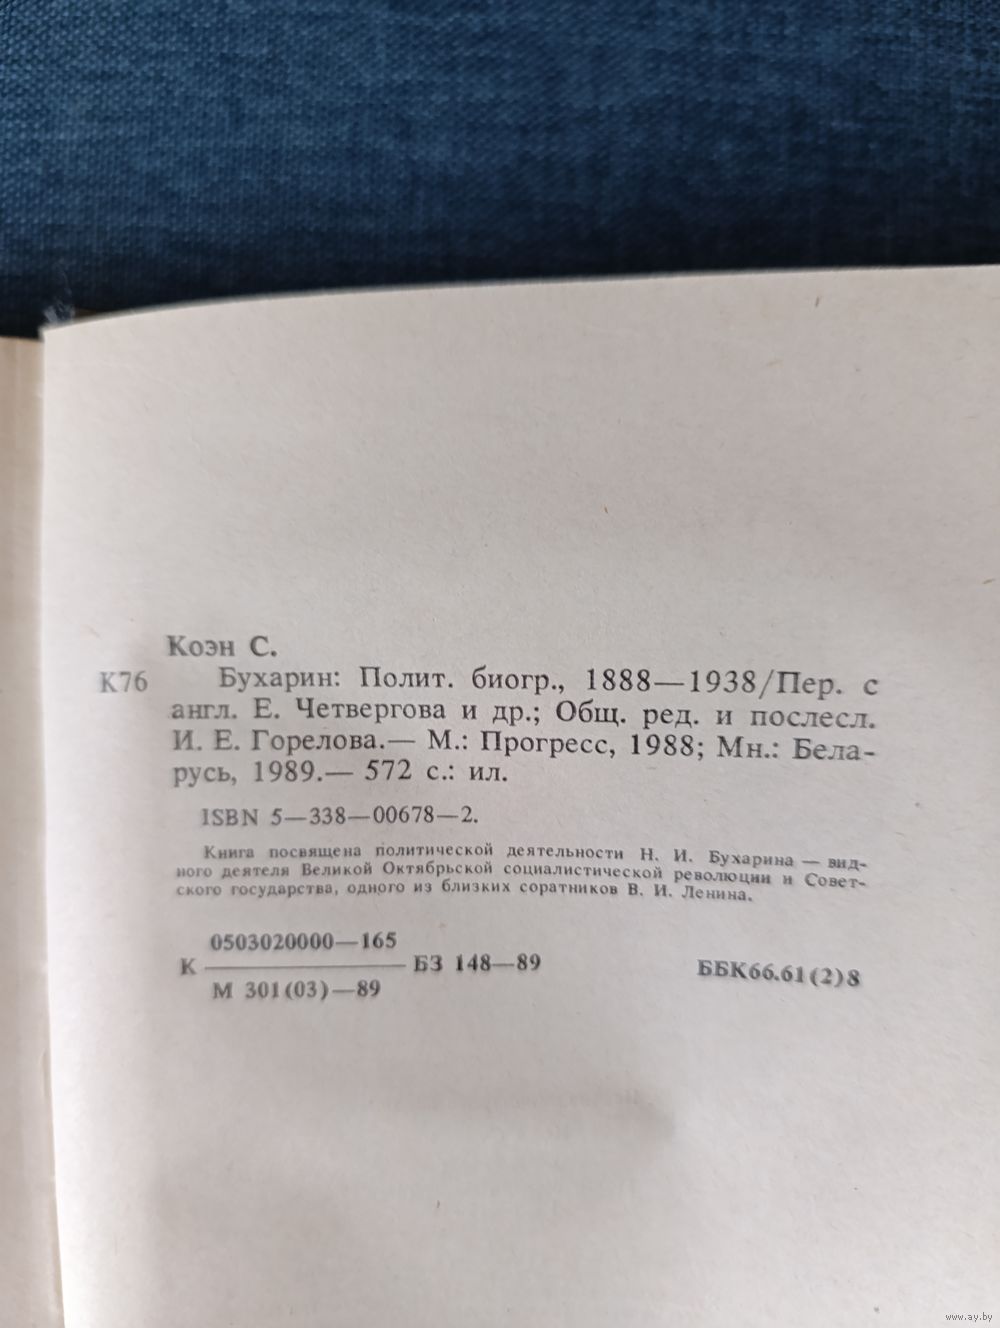 Коэн С.
К76 Бухарин: Полит. биогр., 1888—1938/Пер. с
англ. Е. Четвергова и др.; Общ. ред. и послесл.
И. Е. Горелова.— М.: Прогресс, 1988; Мн.: Бела-
русь, 1989.— 572 с.: ил.
ISBN 5—338—00678—2.
Книга посвящена политической деятельности Н. И. Бухарина — вид-
ного деятеля Великой Октябрьской социалистической революции и Совет-
ского государства, одного из близких соратников В. И. Ленина.
0503020000—165
К БЗ 148—89 ББК66.61(2)8
М 301(03)—89
www.ay.by